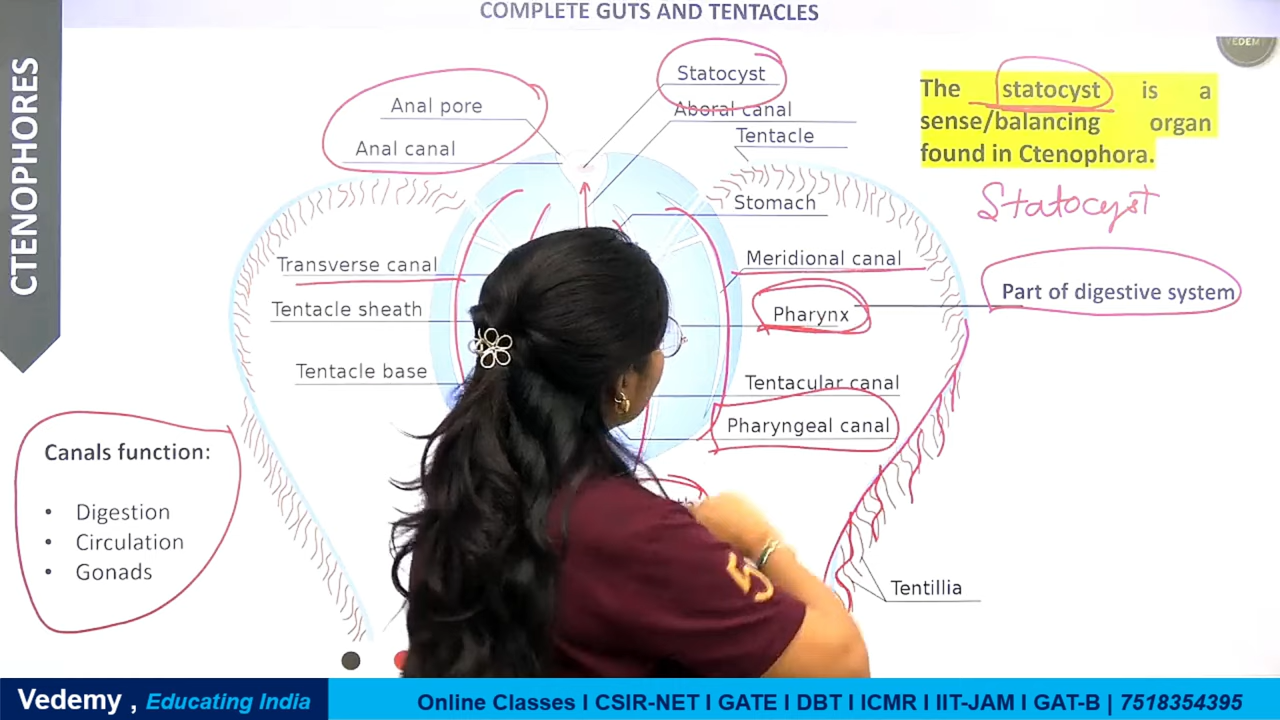 COMPLETE GUTS AND TENTACLES
CTENOPHORES
VEDEMY
Statocyst
Anal pore
Aboral canal
Tentacle
Anal canal
Stomach
Transverse canal
Meridional canal
Tentacle sheath
Pharynx
Part of digestive system
Tentacle base
Tentacular canal
Pharyngeal canal
Tentillia
The statocyst is a
sense/balancing organ
found in Ctenophora.
Statocyst
Canals function:
• Digestion
• Circulation
• Gonads
5
Vedemy , Educating India
Online Classes I CSIR-NET I GATE I DBT I ICMR I IIT-JAM I GAT-B | 7518354395